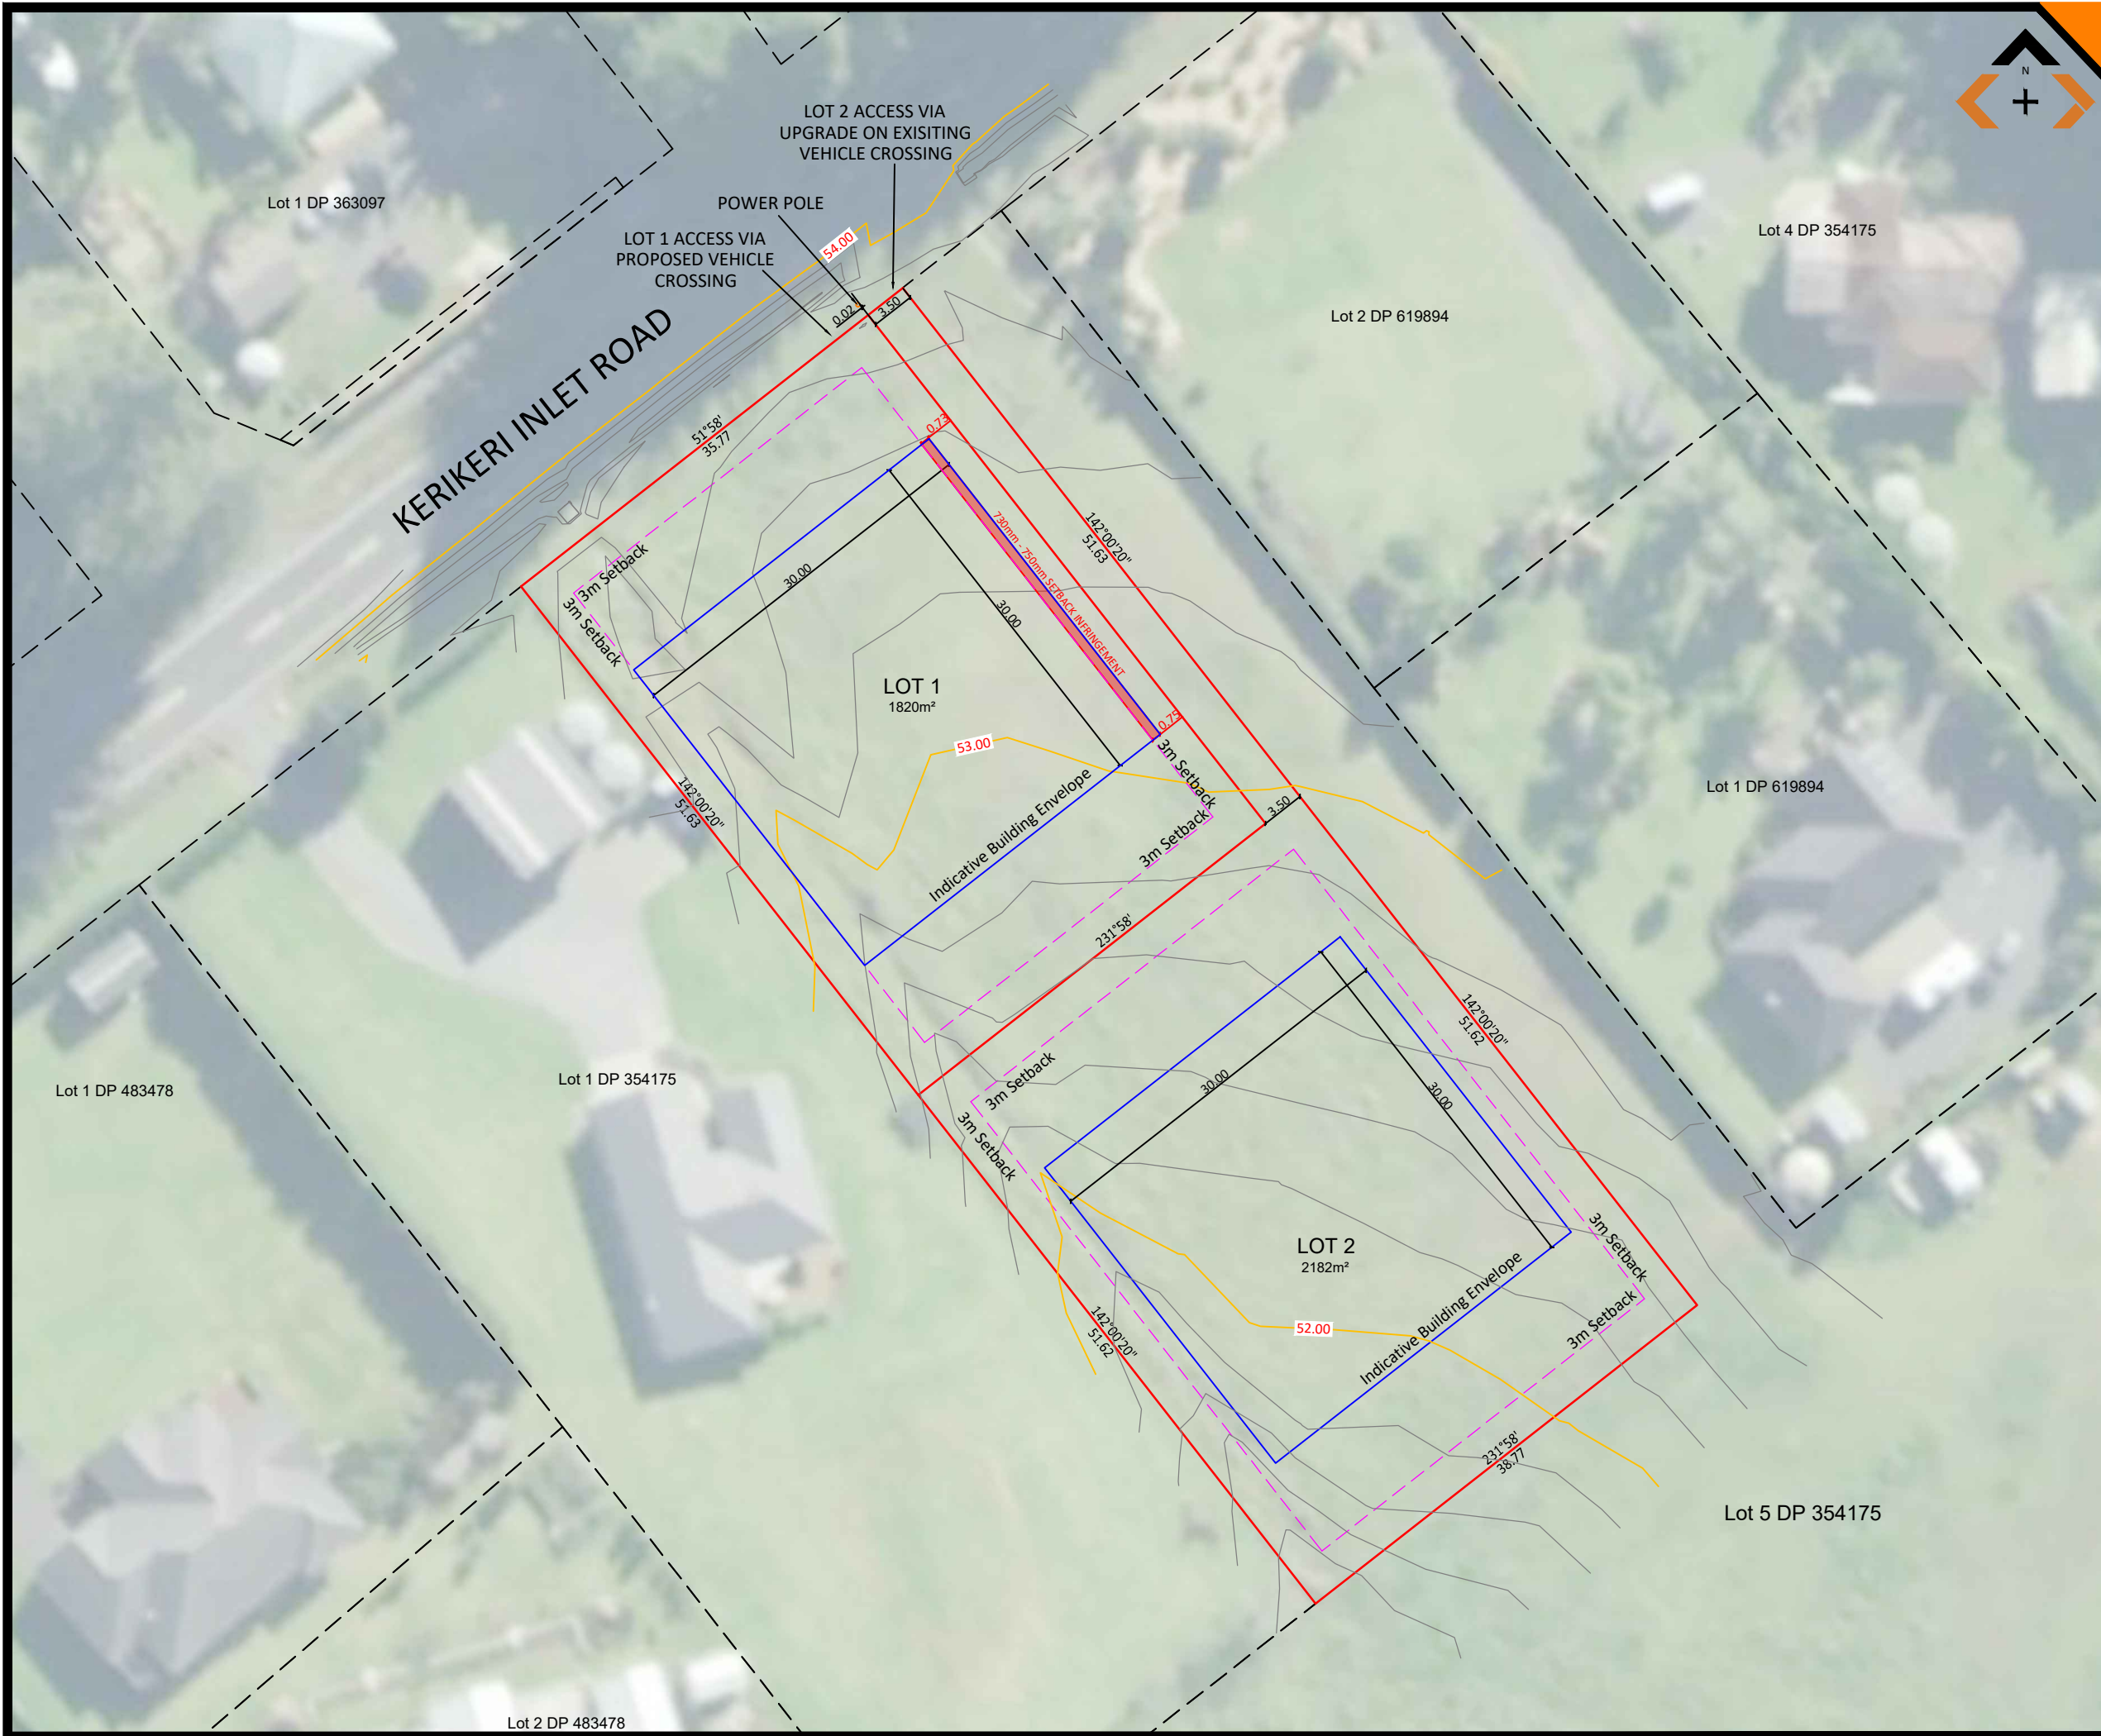 N
LOT 2 ACCESS VIA
UPGRADE ON EXISITING
VEHICLE CROSSING
POWER POLE
LOT 1 ACCESS VIA
PROPOSED VEHICLE
CROSSING
54.00
0.02
3.50
Lot 1 DP 363097
Lot 4 DP 354175
Lot 2 DP 619894
KERIKERI INLET ROAD
51°58'
35.77
0.73
142°00'20"
51.63
730mm - 750mm SETBACK INFRINGEMENT
3m Setback
3m Setback
30.00
30.00
LOT 1
1820m²
53.00
0.75
3m Setback
3m Setback
3.50
Indicative Building Envelope
142°00'20"
51.63
Lot 1 DP 619894
231°58'
142°00'20"
51.62
3m Setback
3m Setback
30.00
30.00
Lot 1 DP 483478
Lot 1 DP 354175
LOT 2
2182m²
3m Setback
3m Setback
52.00
Indicative Building Envelope
142°00'20"
51.62
231°58'
38.77
Lot 5 DP 354175
Lot 2 DP 483478